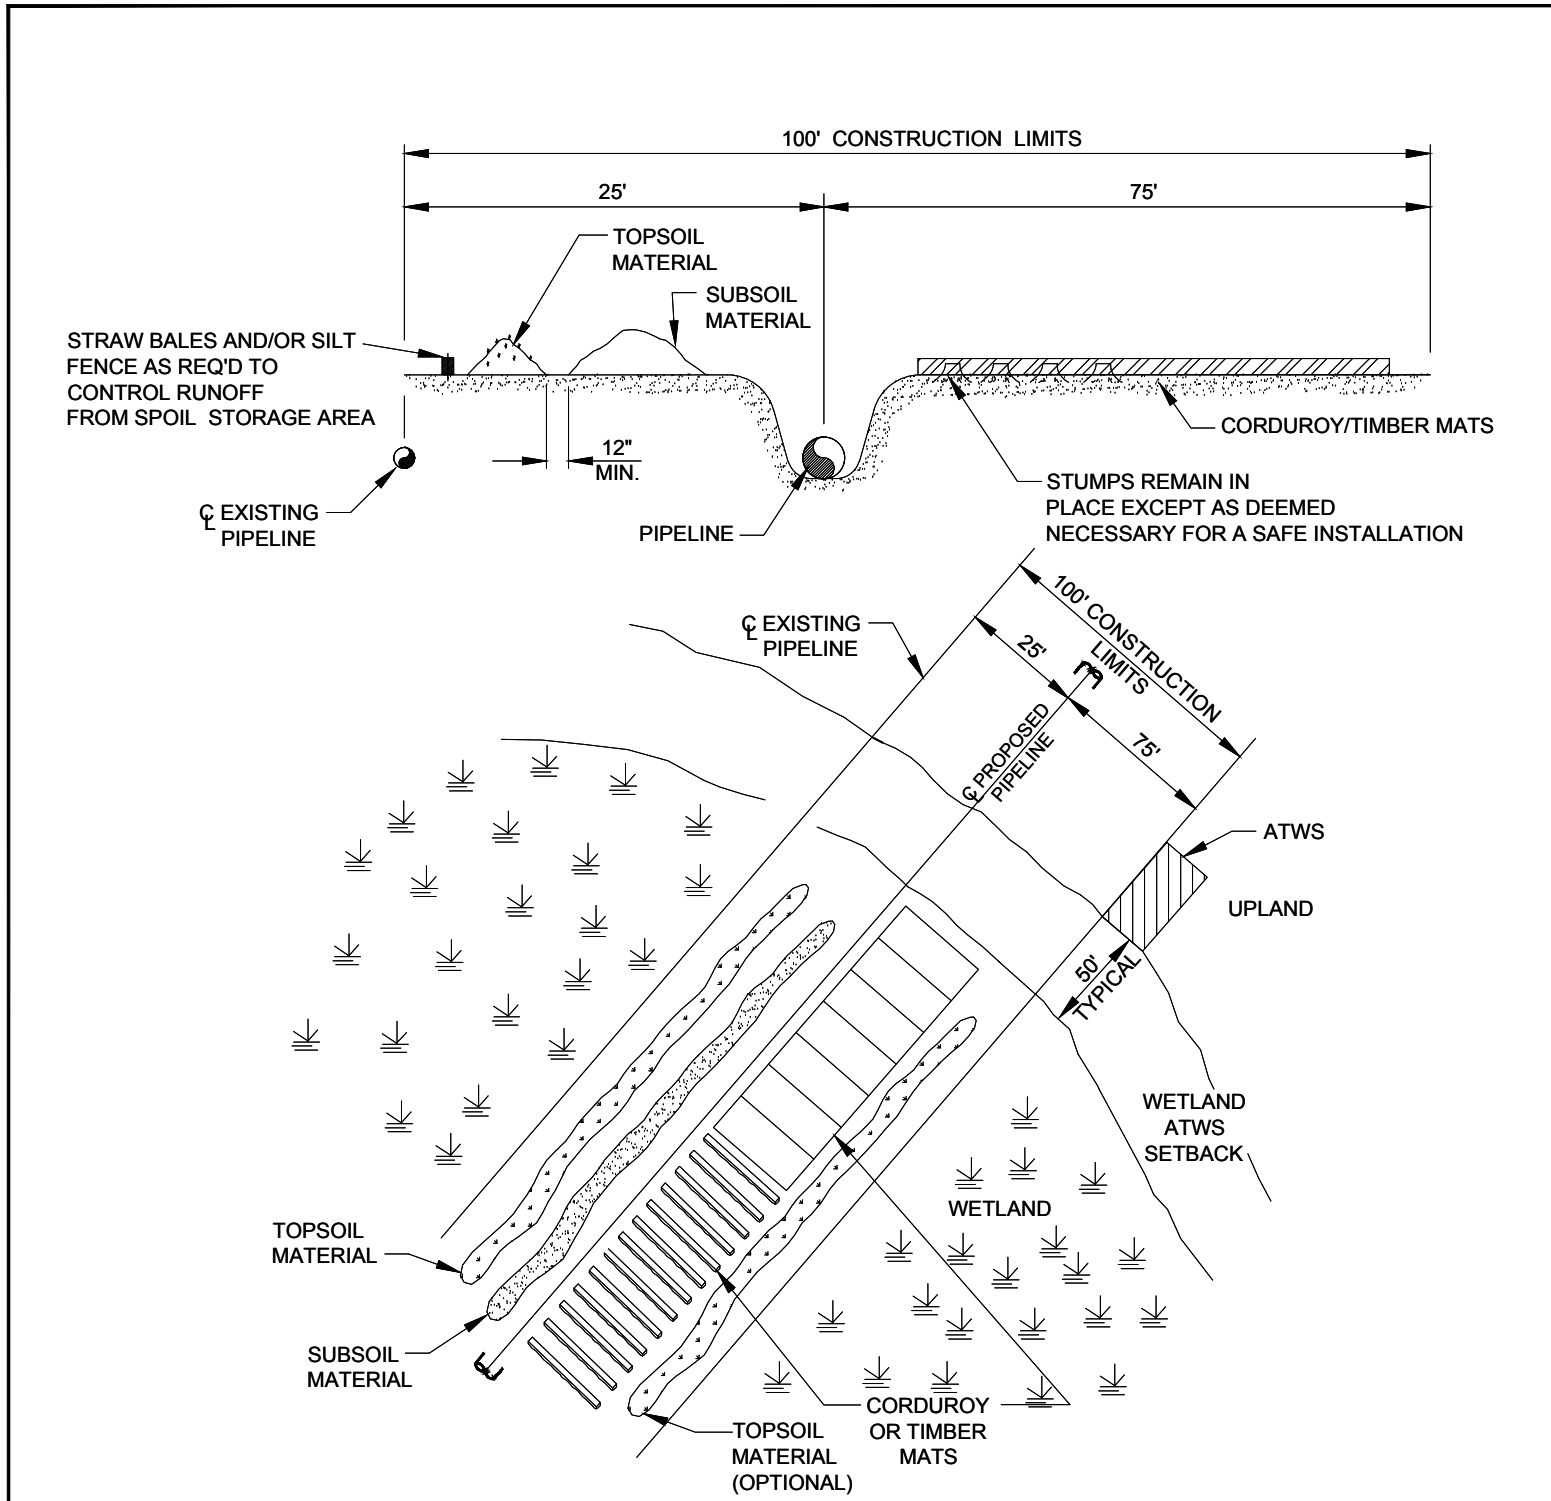 100' CONSTRUCTION LIMITS
25'
75'
TOPSOIL
MATERIAL
SUBSOIL
MATERIAL
STRAW BALES AND/OR SILT
FENCE AS REQ'D TO
CONTROL RUNOFF
FROM SPOIL STORAGE AREA
12"
MIN.
CORDUROY/TIMBER MATS
℄ EXISTING
PIPELINE
PIPELINE
STUMPS REMAIN IN
PLACE EXCEPT AS DEEMED
NECESSARY FOR A SAFE INSTALLATION
℄ EXISTING
PIPELINE
100' CONSTRUCTION
LIMITS
25'
75'
℄ PROPOSED
PIPELINE
ATWS
UPLAND
50'
TYPICAL
WETLAND
ATWS
SETBACK
WETLAND
TOPSOIL
MATERIAL
SUBSOIL
MATERIAL
CORDUROY
OR TIMBER
MATS
TOPSOIL
MATERIAL
(OPTIONAL)